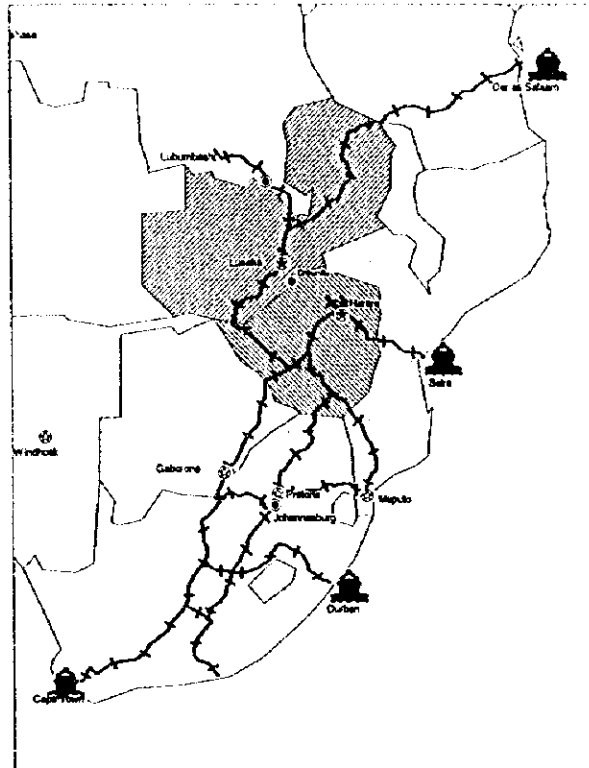 Dar es Salaam
Lubumbashi
Lusaka
Harare
Beira
Windhoek
Gaborone
Pretoria
Maputo
Johannesburg
Durban
Cape Town